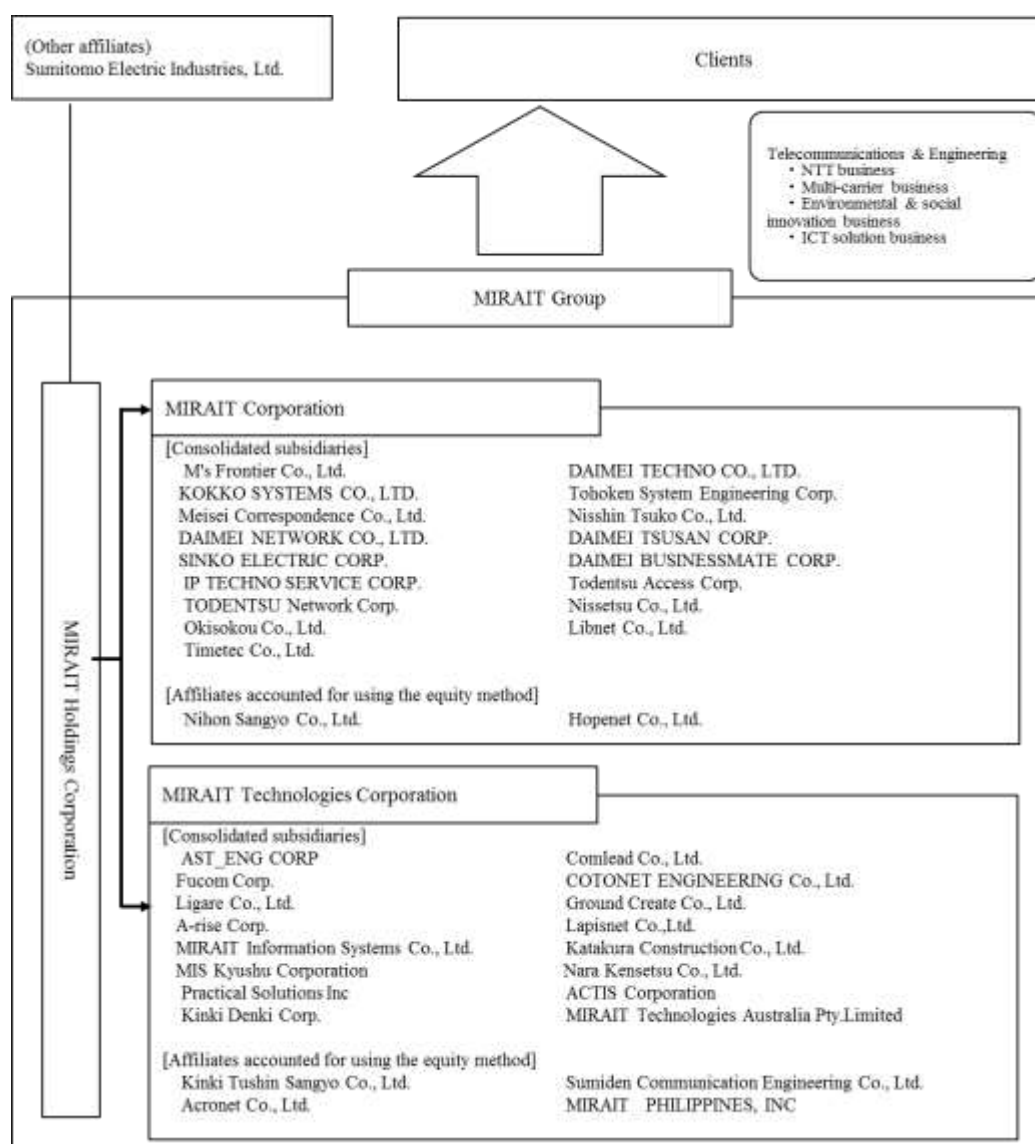 (Other affiliates)
Sumitomo Electric Industries, Ltd.
Clients
Telecommunications & Engineering
・NTT business
・Multi-carrier business
・Environmental & social
innovation business
・ICT solution business
MIRAIT Group
MIRAIT Holdings Corporation
MIRAIT Corporation
[Consolidated subsidiaries]
M's Frontier Co., Ltd. DAIMEI TECHNO CO., LTD.
KOKKO SYSTEMS CO., LTD. Tohoken System Engineering Corp.
Meisei Correspondence Co., Ltd. Nisshin Tsuko Co., Ltd.
DAIMEI NETWORK CO., LTD. DAIMEI TSUSAN CORP.
SINKO ELECTRIC CORP. DAIMEI BUSINESSMATE CORP.
IP TECHNO SERVICE CORP. Todentsu Access Corp.
TODENTSU Network Corp. Nissetsu Co., Ltd.
Okisokou Co., Ltd. Libnet Co., Ltd.
Timetec Co., Ltd.
[Affiliates accounted for using the equity method]
Nihon Sangyo Co., Ltd. Hopenet Co., Ltd.
MIRAIT Technologies Corporation
[Consolidated subsidiaries]
AST_ENG CORP Comlead Co., Ltd.
Fucom Corp. COTONET ENGINEERING Co., Ltd.
Ligare Co., Ltd. Ground Create Co., Ltd.
A-rise Corp. Lapisnet Co.,Ltd.
MIRAIT Information Systems Co., Ltd. Katakura Construction Co., Ltd.
MIS Kyushu Corporation Nara Kensetsu Co., Ltd.
Practical Solutions Inc ACTIS Corporation
Kinki Denki Corp. MIRAIT Technologies Australia Pty.Limited
[Affiliates accounted for using the equity method]
Kinki Tushin Sangyo Co., Ltd. Sumiden Communication Engineering Co., Ltd.
Acronet Co., Ltd. MIRAIT PHILIPPINES, INC